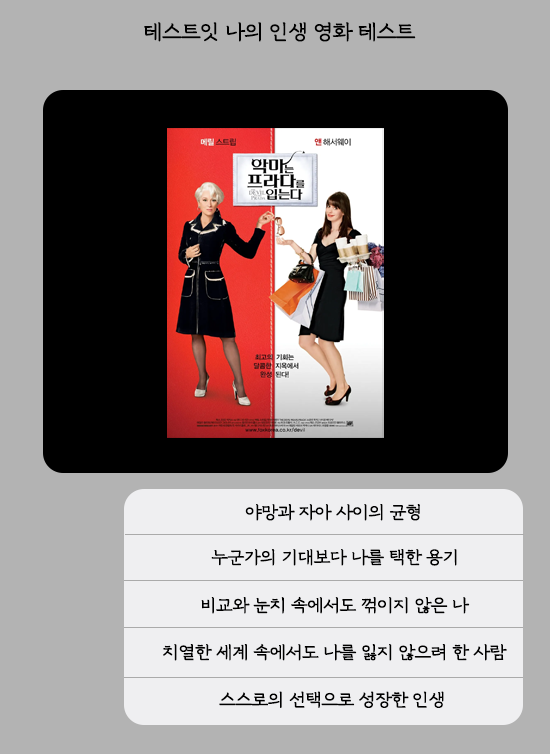 테스트잇 나의 인생 영화 테스트
메릴 스트립
앤 해서웨이
악마는
프라다를
입는다
최고의 기회는
달콤한 지옥에서
완성 된다!
www.foxkorea.co.kr/devil
야망과 자아 사이의 균형
누군가의 기대보다 나를 택한 용기
비교와 눈치 속에서도 꺾이지 않은 나
치열한 세계 속에서도 나를 잃지 않으려 한 사람
스스로의 선택으로 성장한 인생